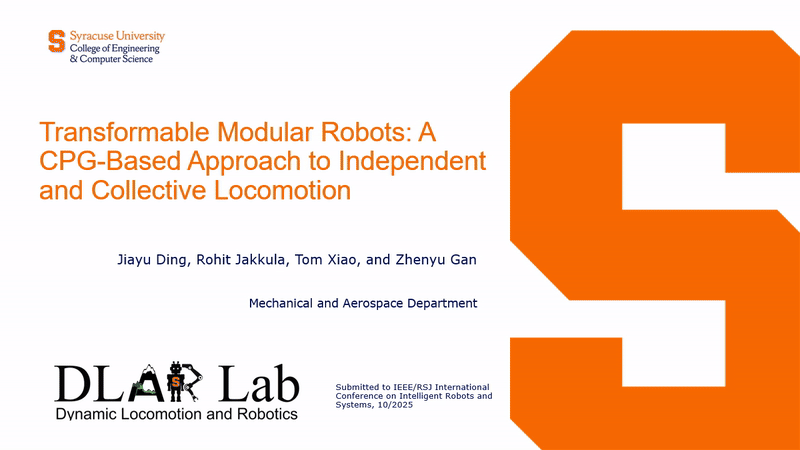 Syracuse University
College of Engineering
& Computer Science
Transformable Modular Robots: A
CPG-Based Approach to Independent
and Collective Locomotion
Jiayu Ding, Rohit Jakkula, Tom Xiao, and Zhenyu Gan
Mechanical and Aerospace Department
DLAR Lab
Dynamic Locomotion and Robotics
Submitted to IEEE/RSJ International
Conference on Intelligent Robots and
Systems, 10/2025